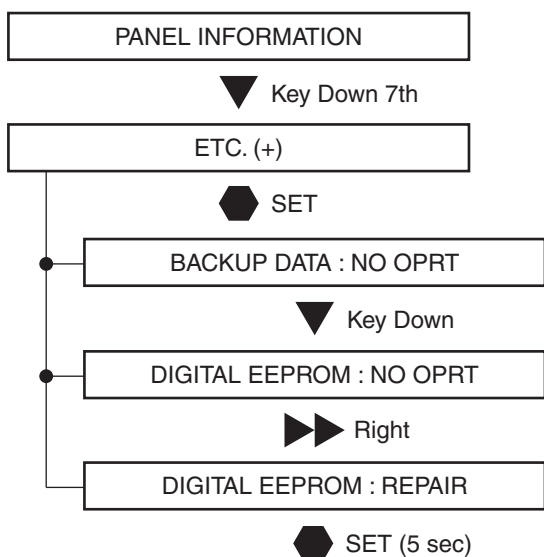 PANEL INFORMATION
Key Down 7th
ETC. (+)
SET
BACKUP DATA : NO OPRT
Key Down
DIGITAL EEPROM : NO OPRT
Right
DIGITAL EEPROM : REPAIR
SET (5 sec)